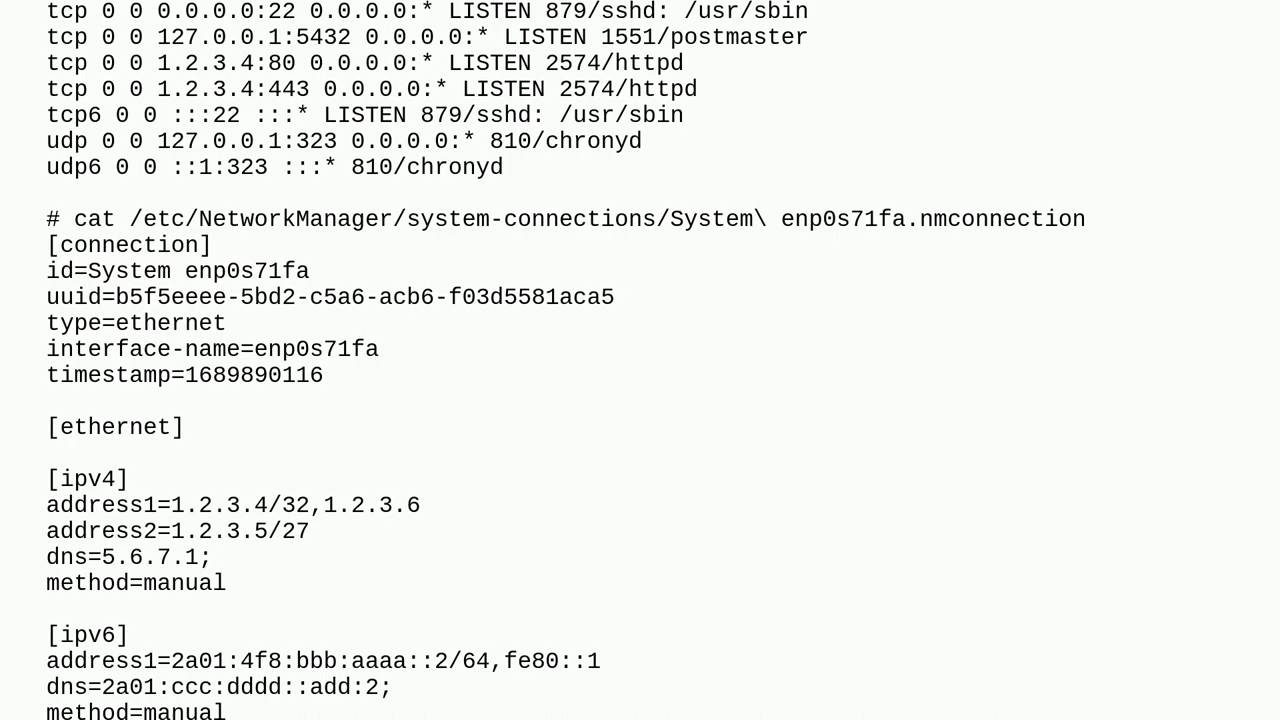 tcp 0 0 0.0.0.0:22 0.0.0.0:* LISTEN 879/sshd: /usr/sbin
tcp 0 0 127.0.0.1:5432 0.0.0.0:* LISTEN 1551/postmaster
tcp 0 0 1.2.3.4:80 0.0.0.0:* LISTEN 2574/httpd
tcp 0 0 1.2.3.4:443 0.0.0.0:* LISTEN 2574/httpd
tcp6 0 0 :::22 :::* LISTEN 879/sshd: /usr/sbin
udp 0 0 127.0.0.1:323 0.0.0.0:* 810/chronyd
udp6 0 0 ::1:323 :::* 810/chronyd
# cat /etc/NetworkManager/system-connections/System\ enp0s71fa.nmconnection
[connection]
id=System enp0s71fa
uuid=b5f5eeee-5bd2-c5a6-acb6-f03d5581aca5
type=ethernet
interface-name=enp0s71fa
timestamp=1689890116
[ethernet]
[ipv4]
address1=1.2.3.4/32,1.2.3.6
address2=1.2.3.5/27
dns=5.6.7.1;
method=manual
[ipv6]
address1=2a01:4f8:bbb:aaaa::2/64,fe80::1
dns=2a01:ccc:dddd::add:2;
method=manual